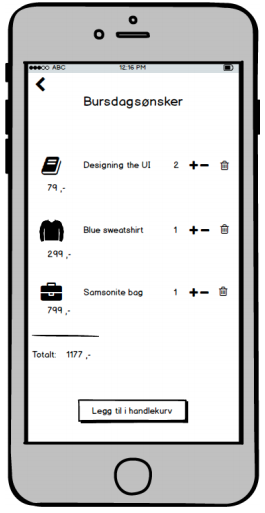 ABC 12:16 PM
Bursdagsønsker
Designing the UI 2 +-
79 ,-
Blue sweatshirt 1 +-
299 ,-
Samsonite bag 1 +-
799 ,-
Totalt: 1177 ,-
Legg til i handlekurv